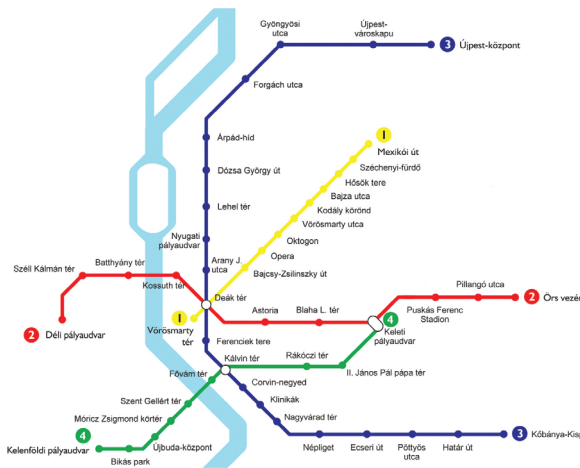 Gyöngyösi
utca
Újpest-
városkapu
3 Újpest-központ
Forgách utca
Árpád-híd
1
Mexikói út
Széchenyi-fürdő
Dózsa György út
Hősök tere
Bajza utca
Lehel tér
Kodály körönd
Vörösmarty utca
Nyugati
pályaudvar
Oktogon
Opera
Arany J.
utca
Bajcsy-Zsilinszky út
Széll Kálmán tér
Batthyány tér
Kossuth tér
Deák tér
Pillangó utca
2 Örs vezér
Puskás Ferenc
Stadion
Astoria
Blaha L. tér
4
Keleti
pályaudvar
1
Vörösmarty
tér
2 Déli pályaudvar
Ferenciek tere
Kálvin tér
Rákóczi tér
II. János Pál pápa tér
Fővám tér
Corvin-negyed
Szent Gellért tér
Klinikák
Móricz Zsigmond körtér
Nagyvárad tér
4
Kelenföldi pályaudvar
Újbuda-központ
Bikás park
Népliget
Ecseri út
Pöttyös
utca
Határ út
3 Kőbánya-Kisp